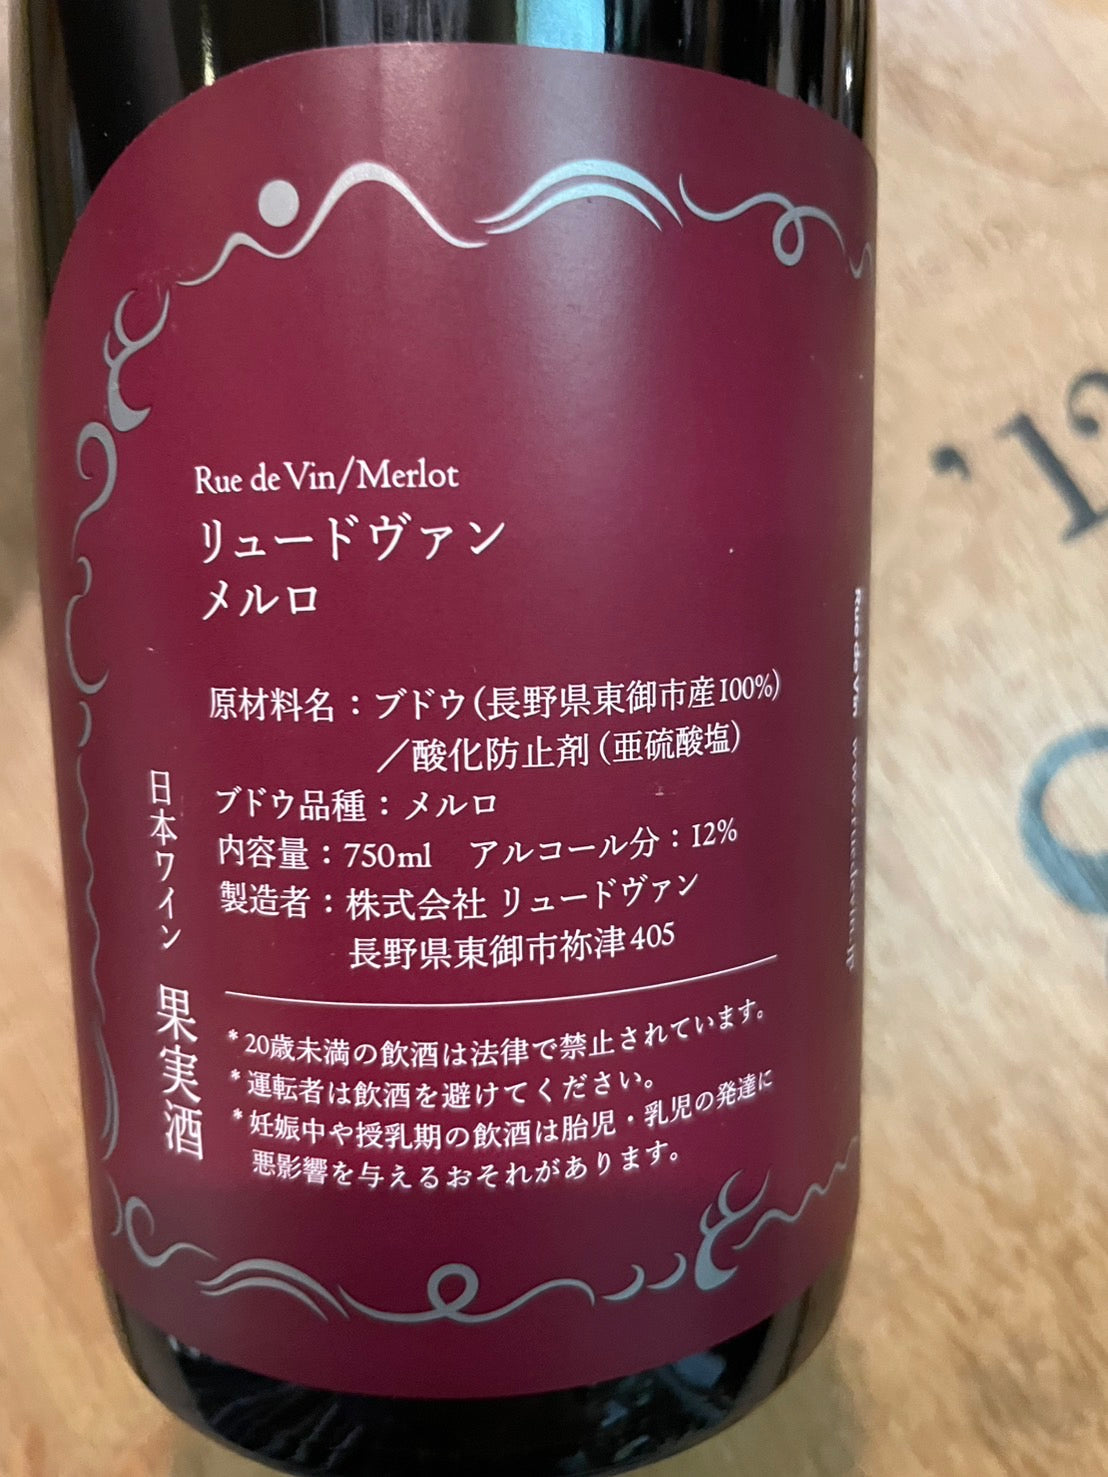 Rue de Vin/Merlot
リュードヴァン
メルロ
原材料名：ブドウ(長野県東御市産100%)
／酸化防止剤(亜硫酸塩)
ブドウ品種：メルロ
内容量：750ml　アルコール分：12%
製造者：株式会社 リュードヴァン
長野県東御市祢津405
日本ワイン 果実酒
*20歳未満の飲酒は法律で禁止されています。
*運転者は飲酒を避けてください。
*妊娠中や授乳期の飲酒は胎児・乳児の発達に
悪影響を与えるおそれがあります。
Rue de Vin
'12